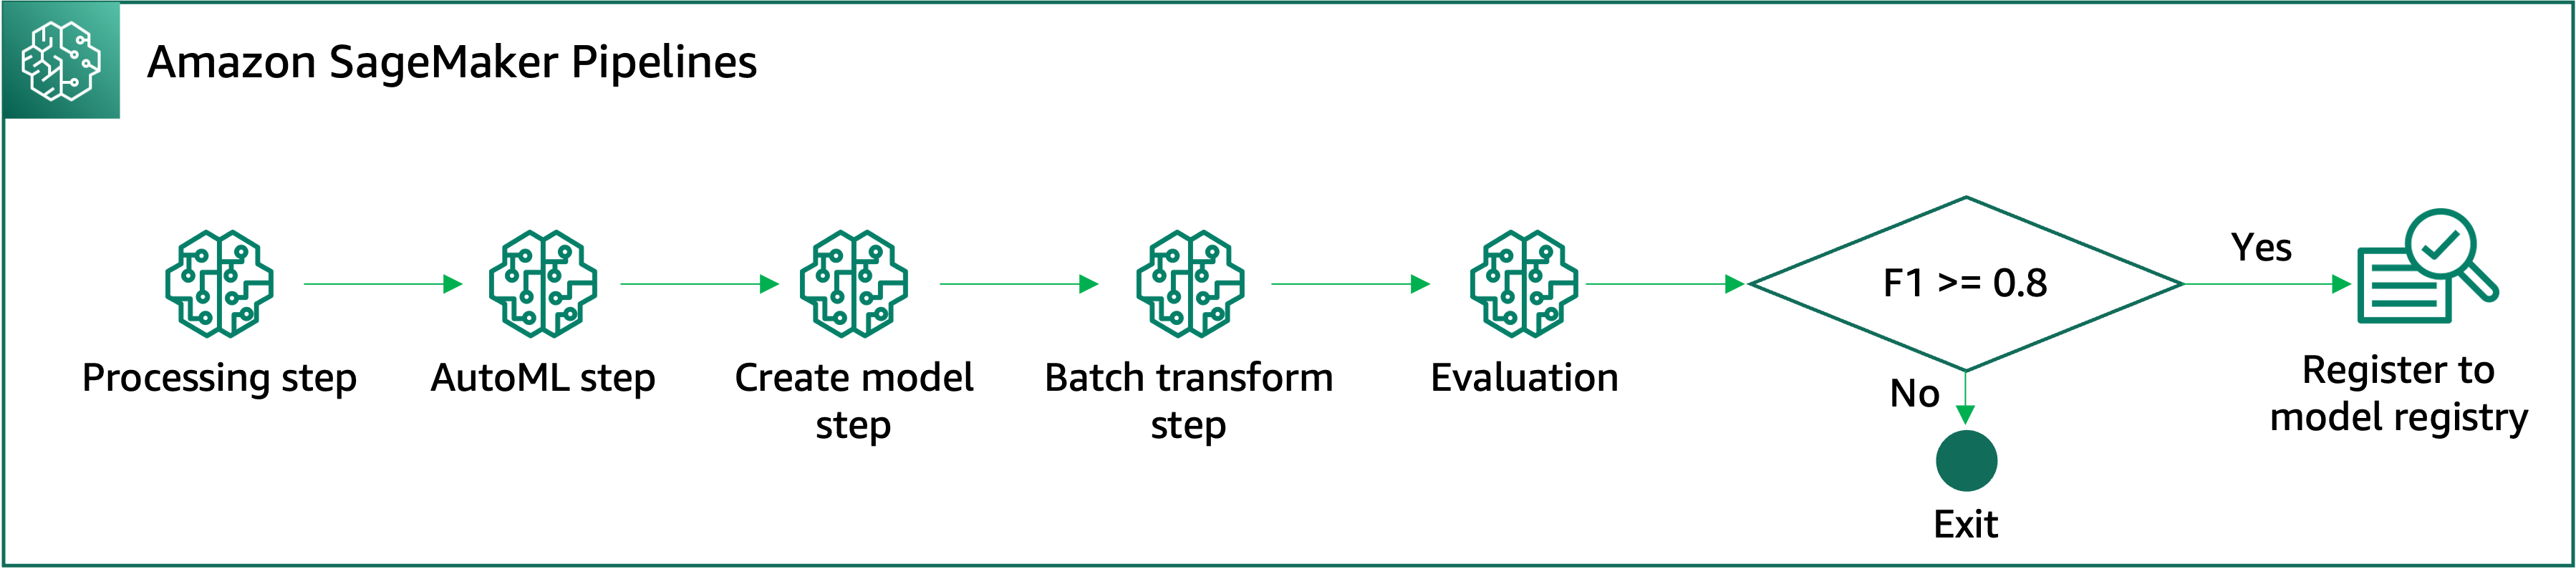 Amazon SageMaker Pipelines
Processing step
AutoML step
Create model
step
Batch transform
step
Evaluation
F1 >= 0.8
Yes
Register to
model registry
No
Exit